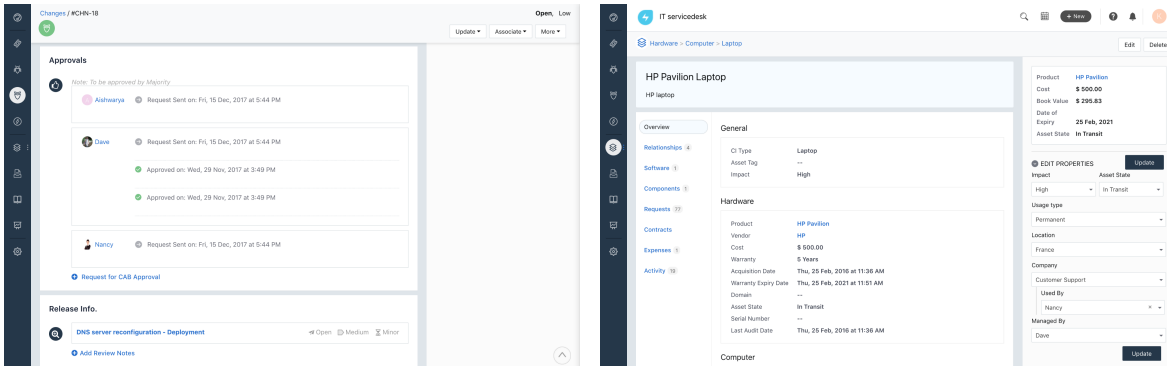 Changes / #CHN-18
Open, Low
Update
Associate
More
Approvals
Note: To be approved by Majority
Aishwarya
Request Sent on: Fri, 15 Dec, 2017 at 5:44 PM
Dave
Request Sent on: Fri, 15 Dec, 2017 at 5:44 PM
Approved on: Wed, 29 Nov, 2017 at 3:49 PM
Approved on: Wed, 29 Nov, 2017 at 3:49 PM
Nancy
Request Sent on: Fri, 15 Dec, 2017 at 5:44 PM
Request for CAB Approval
Release Info.
DNS server reconfiguration - Deployment
Open
Medium
Minor
Add Review Notes
IT servicedesk
+ New
Hardware > Computer > Laptop
Edit
Delete
HP Pavilion Laptop
HP laptop
Overview
Relationships 4
Software 1
Components 1
Requests 77
Contracts
Expenses
Activity
General
CI Type Laptop
Asset Tag --
Impact High
Hardware
Product HP Pavilion
Vendor HP
Cost $ 500.00
Warranty 5 Years
Acquisition Date Thu, 25 Feb, 2016 at 11:36 AM
Warranty Expiry Date Thu, 25 Feb, 2021 at 11:51 AM
Domain --
Asset State In Transit
Serial Number --
Last Audit Date Thu, 25 Feb, 2016 at 11:36 AM
Computer
Product HP Pavilion
Cost $ 500.00
Book Value $ 295.83
Date of
Expiry 25 Feb, 2021
Asset State In Transit
EDIT PROPERTIES
Update
Impact Asset State
High In Transit
Usage type
Permanent
Location
France
Company
Customer Support
Used By
Nancy
Managed By
Dave
Update